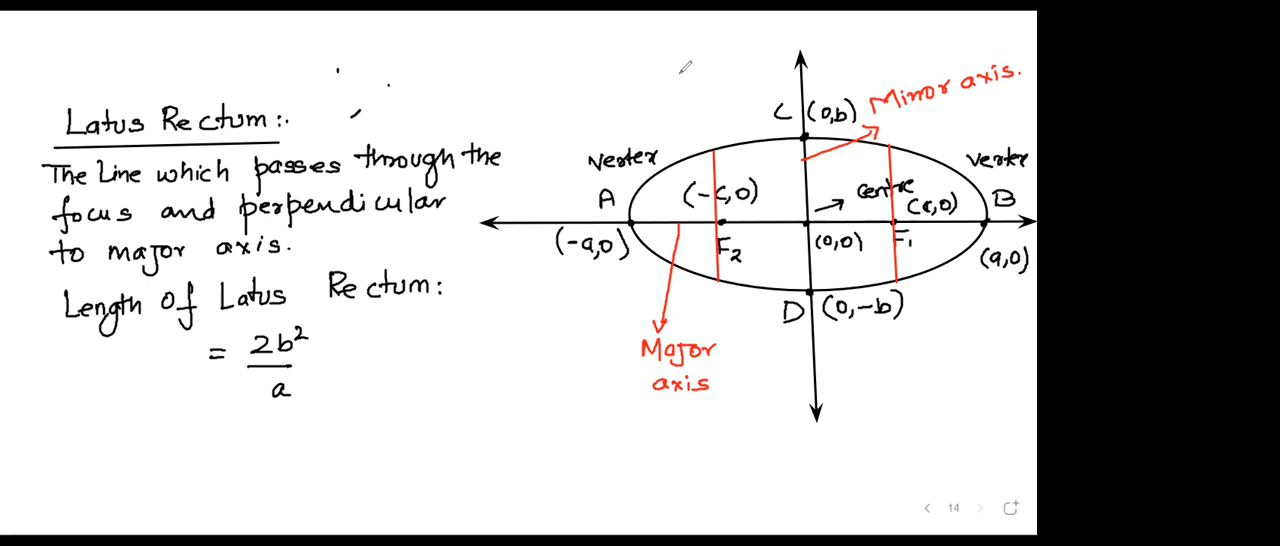 Latus Rectum:.
The Line which passes through the
focus and perpendicular
to major axis.
Length Of Latus Rectum:
= 2b²
a
Minor axis.
C (0,b)
Vertex
Vertex
A
(-c,0)
centre
(c,0)
B
(-a,0)
F₂
(0,0)
F₁
(a,0)
D (0,-b)
Major
axis
14